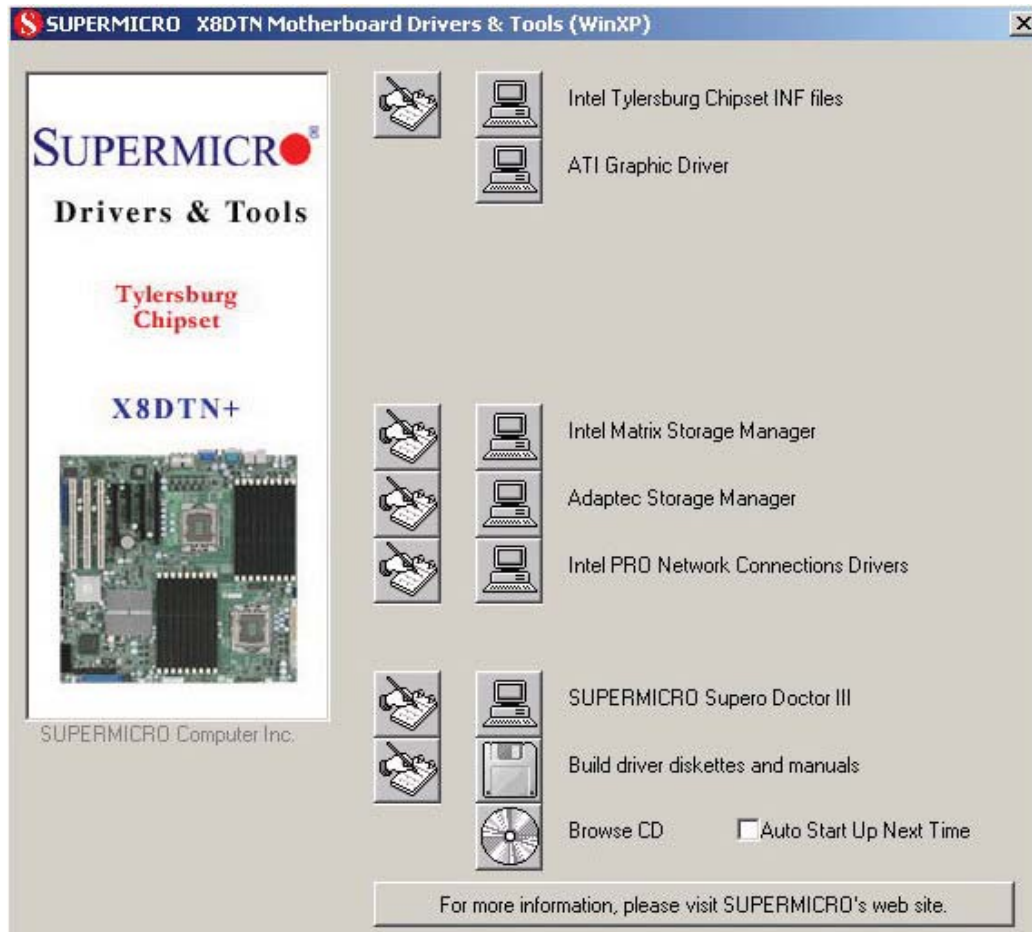 SUPERMICRO X8DTN Motherboard Drivers & Tools (WinXP)
SUPERMICRO®
Drivers & Tools
Tylersburg
Chipset
X8DTN+
SUPERMICRO Computer Inc.
Intel Tylersburg Chipset INF files
ATI Graphic Driver
Intel Matrix Storage Manager
Adaptec Storage Manager
Intel PRO Network Connections Drivers
SUPERMICRO Supero Doctor III
Build driver diskettes and manuals
Browse CD
Auto Start Up Next Time
For more information, please visit SUPERMICRO's web site.